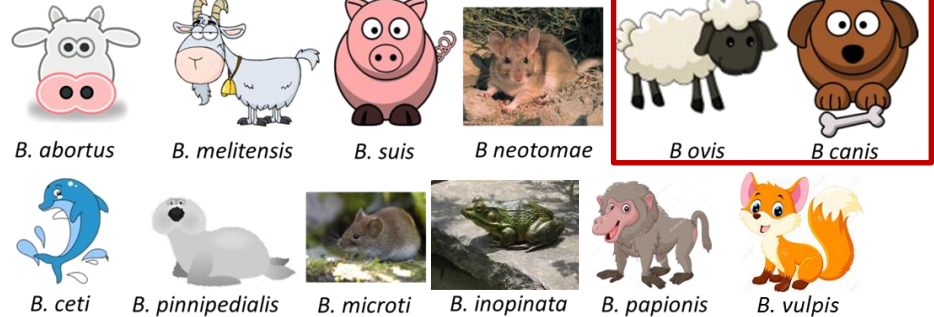 B. abortus B. melitensis B. suis B neotomae B ovis B canis
B. ceti B. pinnipedialis B. microti B. inopinata B. papionis B. vulpis